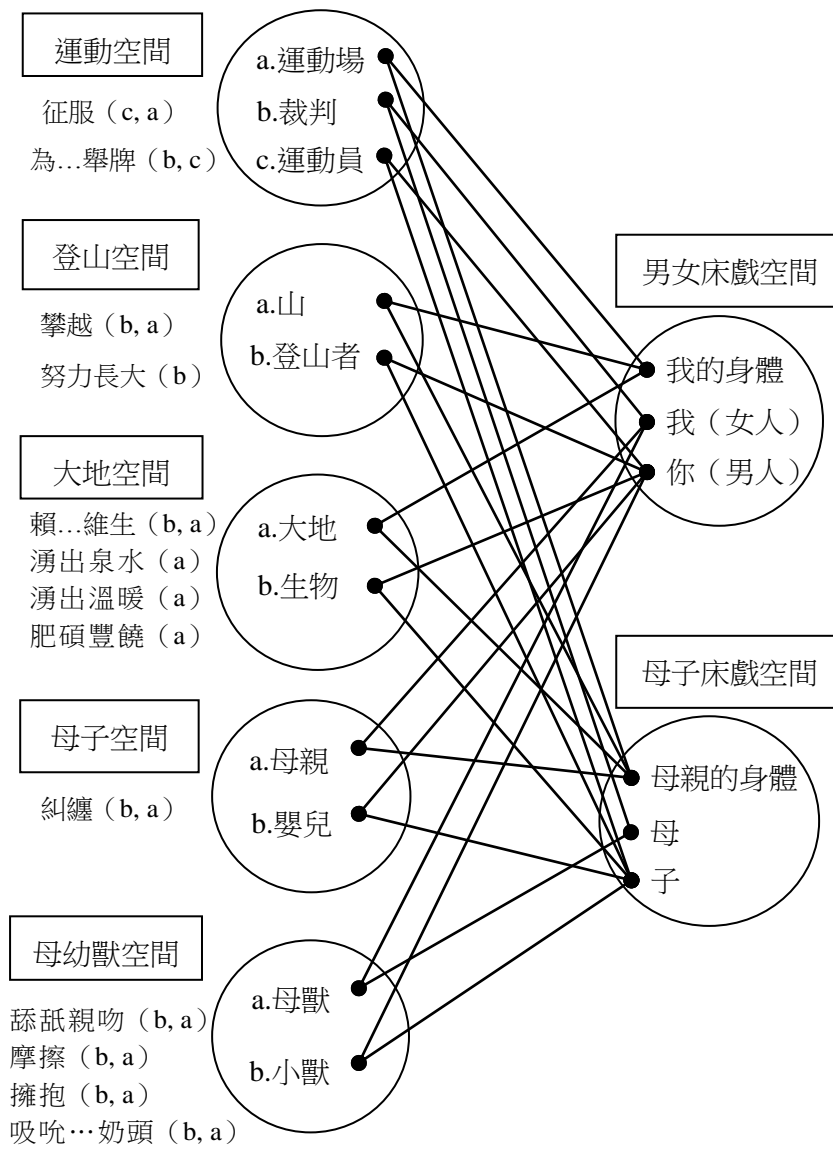 運動空間
征服（c, a）
為…舉牌（b, c）
a.運動場
b.裁判
c.運動員
登山空間
攀越（b, a）
努力長大（b）
a.山
b.登山者
大地空間
賴…維生（b, a）
湧出泉水（a）
湧出溫暖（a）
肥碩豐饒（a）
a.大地
b.生物
母子空間
糾纏（b, a）
a.母親
b.嬰兒
母幼獸空間
舔舐親吻（b, a）
摩擦（b, a）
擁抱（b, a）
吸吮…奶頭（b, a）
a.母獸
b.小獸
男女床戲空間
我的身體
我（女人）
你（男人）
母子床戲空間
母親的身體
母
子